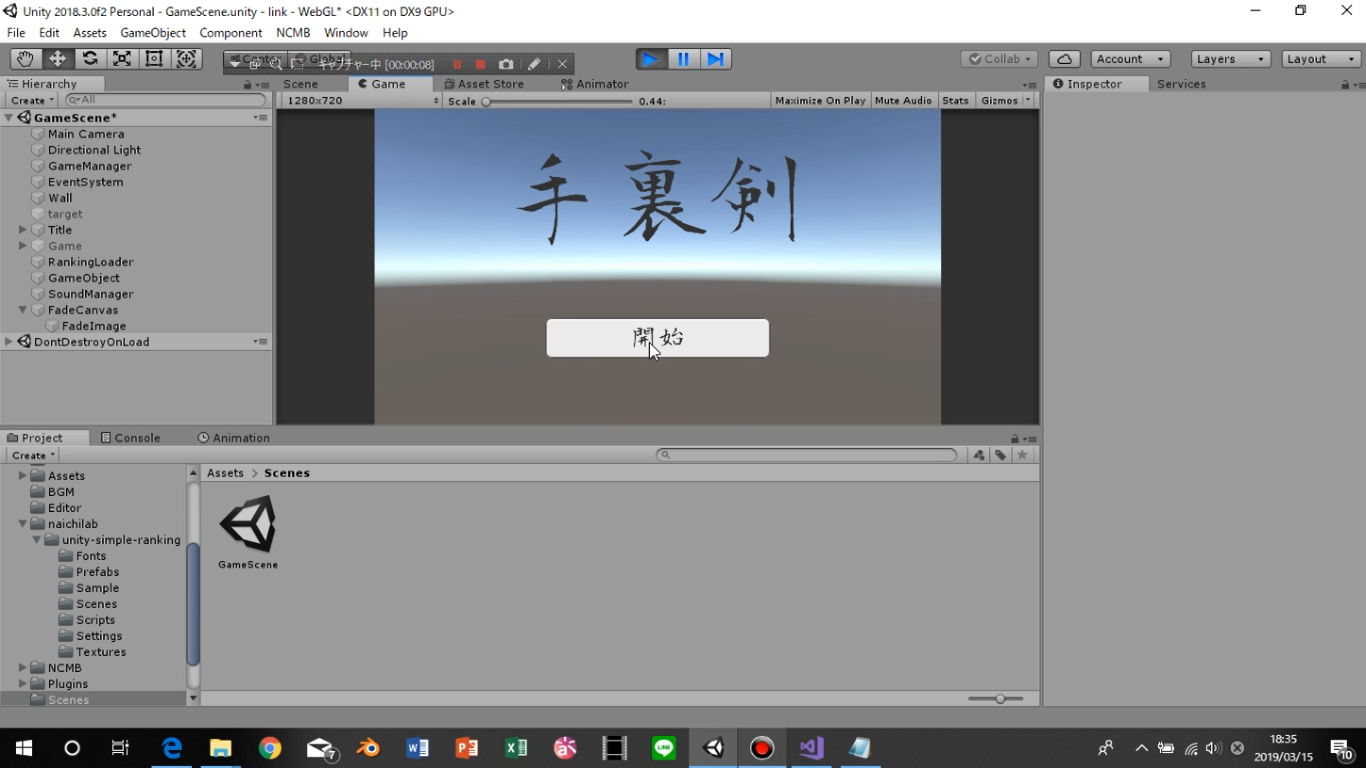 Unity 2018.3.0f2 Personal - GameScene.unity - link - WebGL* <DX11 on DX9 GPU>
File Edit Assets GameObject Component NCMB Window Help
キャプチャー中 [00:00:08]
Collab Account Layers Layout
Hierarchy Scene Game Asset Store Animator Inspector Services
Create All 1280x720 Scale 0.44: Maximize On Play Mute Audio Stats Gizmos
GameScene*
Main Camera
Directional Light
GameManager
EventSystem
Wall
target
Title
Game
RankingLoader
GameObject
SoundManager
FadeCanvas
FadeImage
DontDestroyOnLoad
手裏剣
開始
Project Console Animation
Create
Assets
BGM
Editor
naichilab
unity-simple-ranking
Fonts
Prefabs
Sample
Scenes
Scripts
Settings
Textures
NCMB
Plugins
Scenes
Assets > Scenes
GameScene
7
LINE
18:35
2019/03/15
10